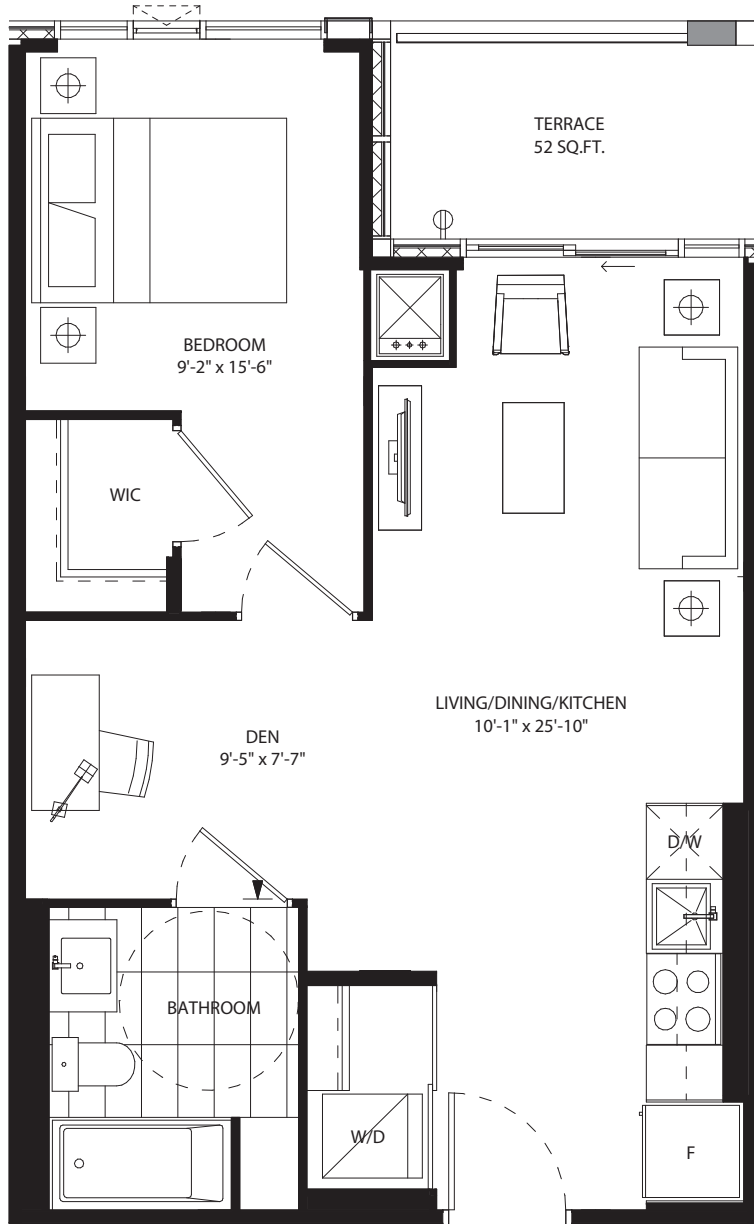 TERRACE
52 SQ.FT.
BEDROOM
9'-2" x 15'-6"
WIC
LIVING/DINING/KITCHEN
10'-1" x 25'-10"
DEN
9'-5" x 7'-7"
D/W
BATHROOM
W/D
F